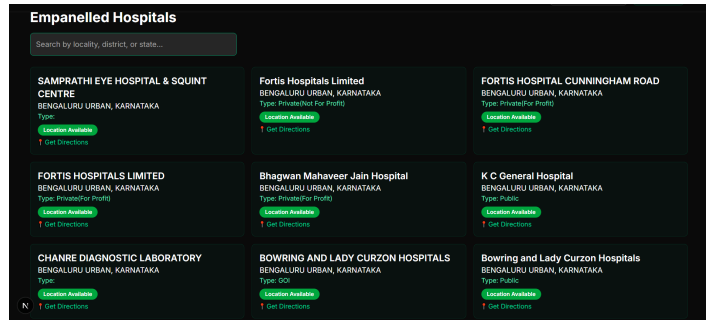 Empanelled Hospitals
Search by locality, district, or state...
SAMPRATHI EYE HOSPITAL & SQUINT
CENTRE
BENGALURU URBAN, KARNATAKA
Type:
Location Available
Get Directions
Fortis Hospitals Limited
BENGALURU URBAN, KARNATAKA
Type: Private(Not For Profit)
Location Available
Get Directions
FORTIS HOSPITAL CUNNINGHAM ROAD
BENGALURU URBAN, KARNATAKA
Type: Private(For Profit)
Location Available
Get Directions
FORTIS HOSPITALS LIMITED
BENGALURU URBAN, KARNATAKA
Type: Private(For Profit)
Location Available
Get Directions
Bhagwan Mahaveer Jain Hospital
BENGALURU URBAN, KARNATAKA
Type: Private(For Profit)
Location Available
Get Directions
K C General Hospital
BENGALURU URBAN, KARNATAKA
Type: Public
Location Available
Get Directions
CHANRE DIAGNOSTIC LABORATORY
BENGALURU URBAN, KARNATAKA
Type:
Location Available
Get Directions
BOWRING AND LADY CURZON HOSPITALS
BENGALURU URBAN, KARNATAKA
Type: GOI
Location Available
Get Directions
Bowring and Lady Curzon Hospitals
BENGALURU URBAN, KARNATAKA
Type: Public
Location Available
Get Directions
N